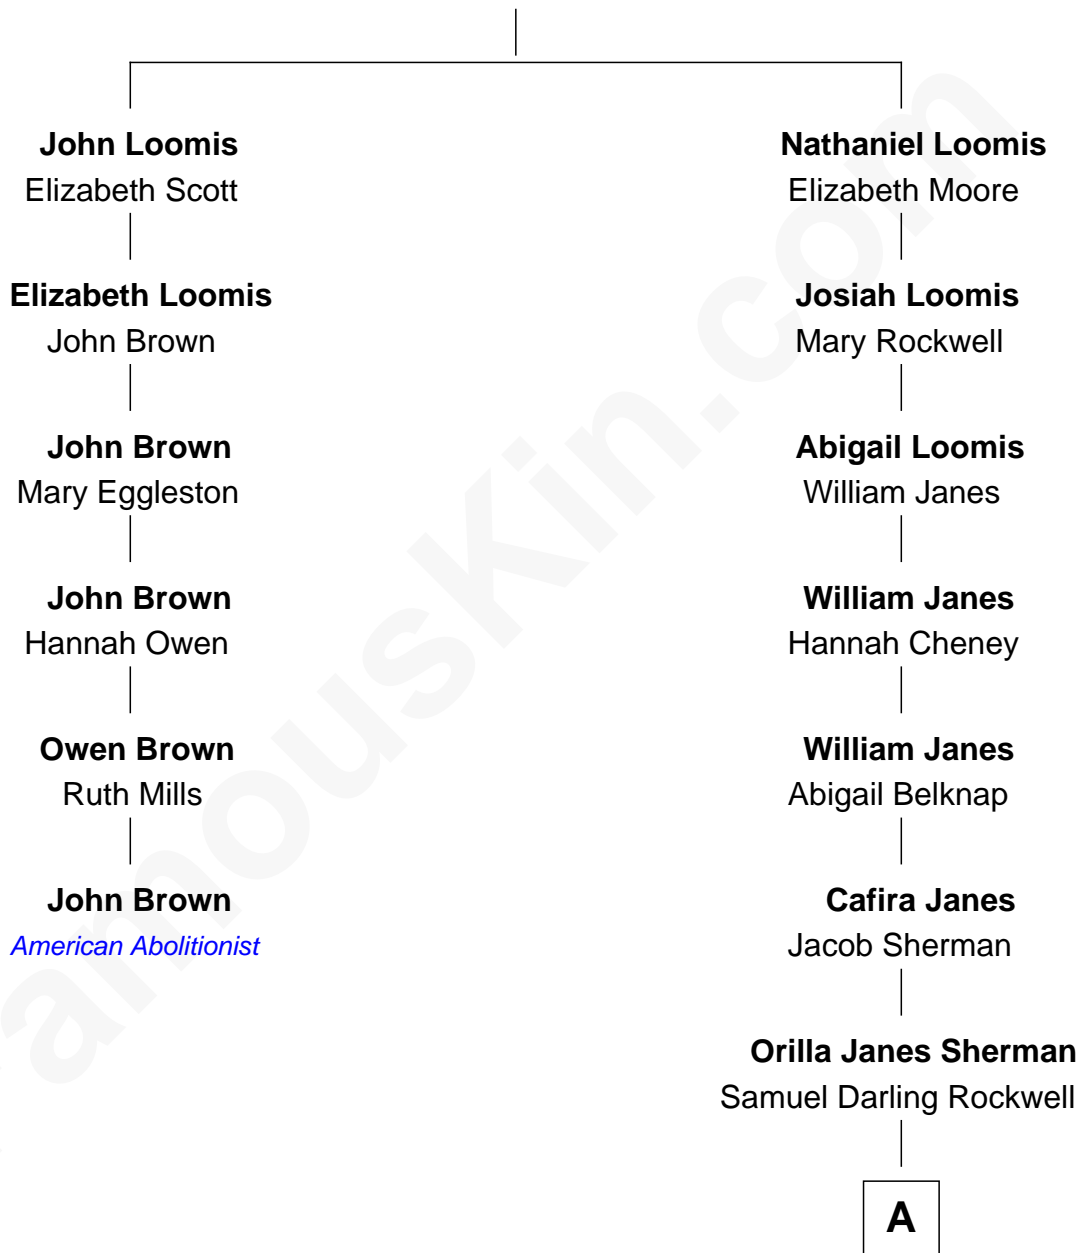 John Loomis
Elizabeth Scott
Elizabeth Loomis
John Brown
John Brown
Mary Eggleston
John Brown
Hannah Owen
Owen Brown
Ruth Mills
John Brown
American Abolitionist
Nathaniel Loomis
Elizabeth Moore
Josiah Loomis
Mary Rockwell
Abigail Loomis
William Janes
William Janes
Hannah Cheney
William Janes
Abigail Belknap
Cafira Janes
Jacob Sherman
Orilla Janes Sherman
Samuel Darling Rockwell
A
amouskin.com